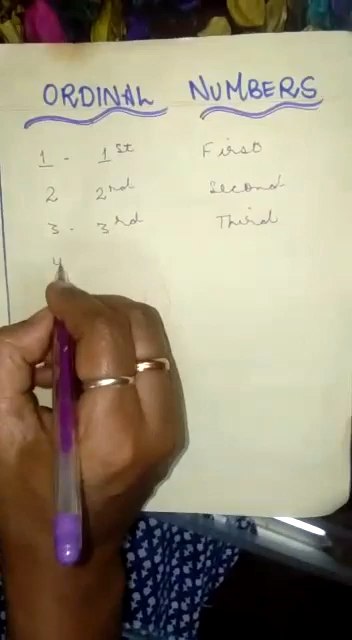 ORDINAL NUMBERS
1 - 1st First
2 2nd Second
3 - 3rd Third
4